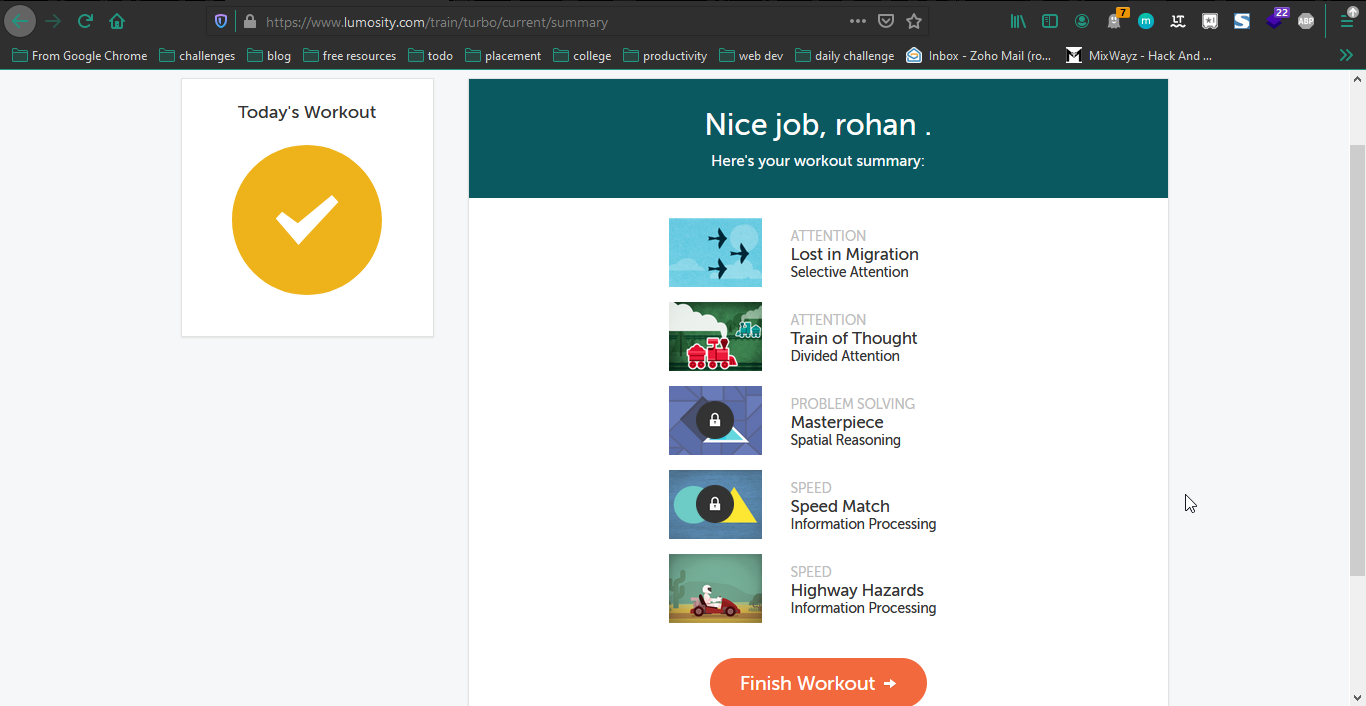 https://www.lumosity.com/train/turbo/current/summary
7
22
ABP
From Google Chrome
challenges
blog
free resources
todo
placement
college
productivity
web dev
daily challenge
Inbox - Zoho Mail (ro...
MixWayz - Hack And ...
Today's Workout
Nice job, rohan .
Here's your workout summary:
ATTENTION
Lost in Migration
Selective Attention
ATTENTION
Train of Thought
Divided Attention
PROBLEM SOLVING
Masterpiece
Spatial Reasoning
SPEED
Speed Match
Information Processing
SPEED
Highway Hazards
Information Processing
Finish Workout